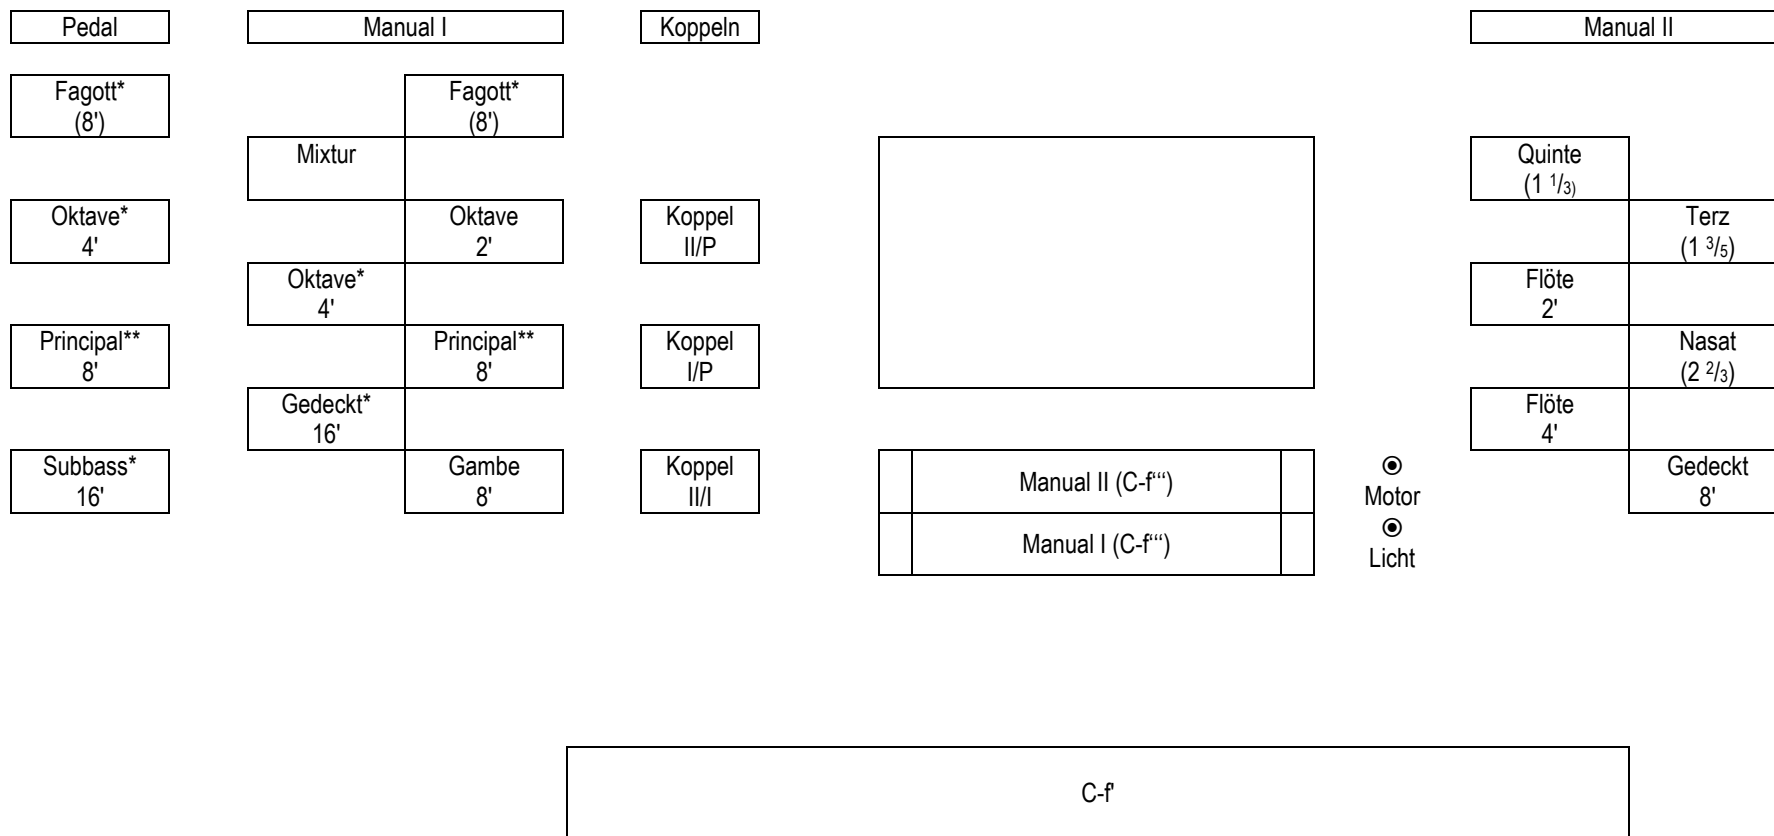 Pedal
Manual I
Koppeln
Manual II
Fagott*
(8')
Fagott*
(8')
Mixtur
Quinte
(1 1/3)
Oktave*
4'
Oktave
2'
Koppel
II/P
Terz
(1 3/5)
Oktave*
4'
Flöte
2'
Principal**
8'
Principal**
8'
Koppel
I/P
Nasat
(2 2/3)
Gedeckt*
16'
Flöte
4'
Subbass*
16'
Gambe
8'
Koppel
II/I
Manual II (C-f“‘)
Motor
Gedeckt
8'
Manual I (C-f“‘)
Licht
C-f'